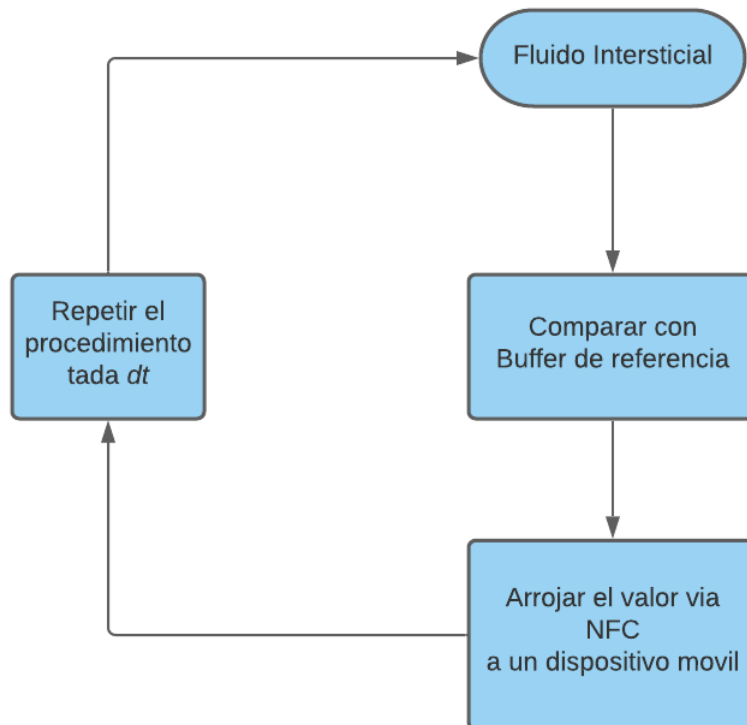 Fluido Intersticial
Comparar con
Buffer de referencia
Arrojar el valor via
NFC
a un dispositivo movil
Repetir el
procedimiento
tada dt